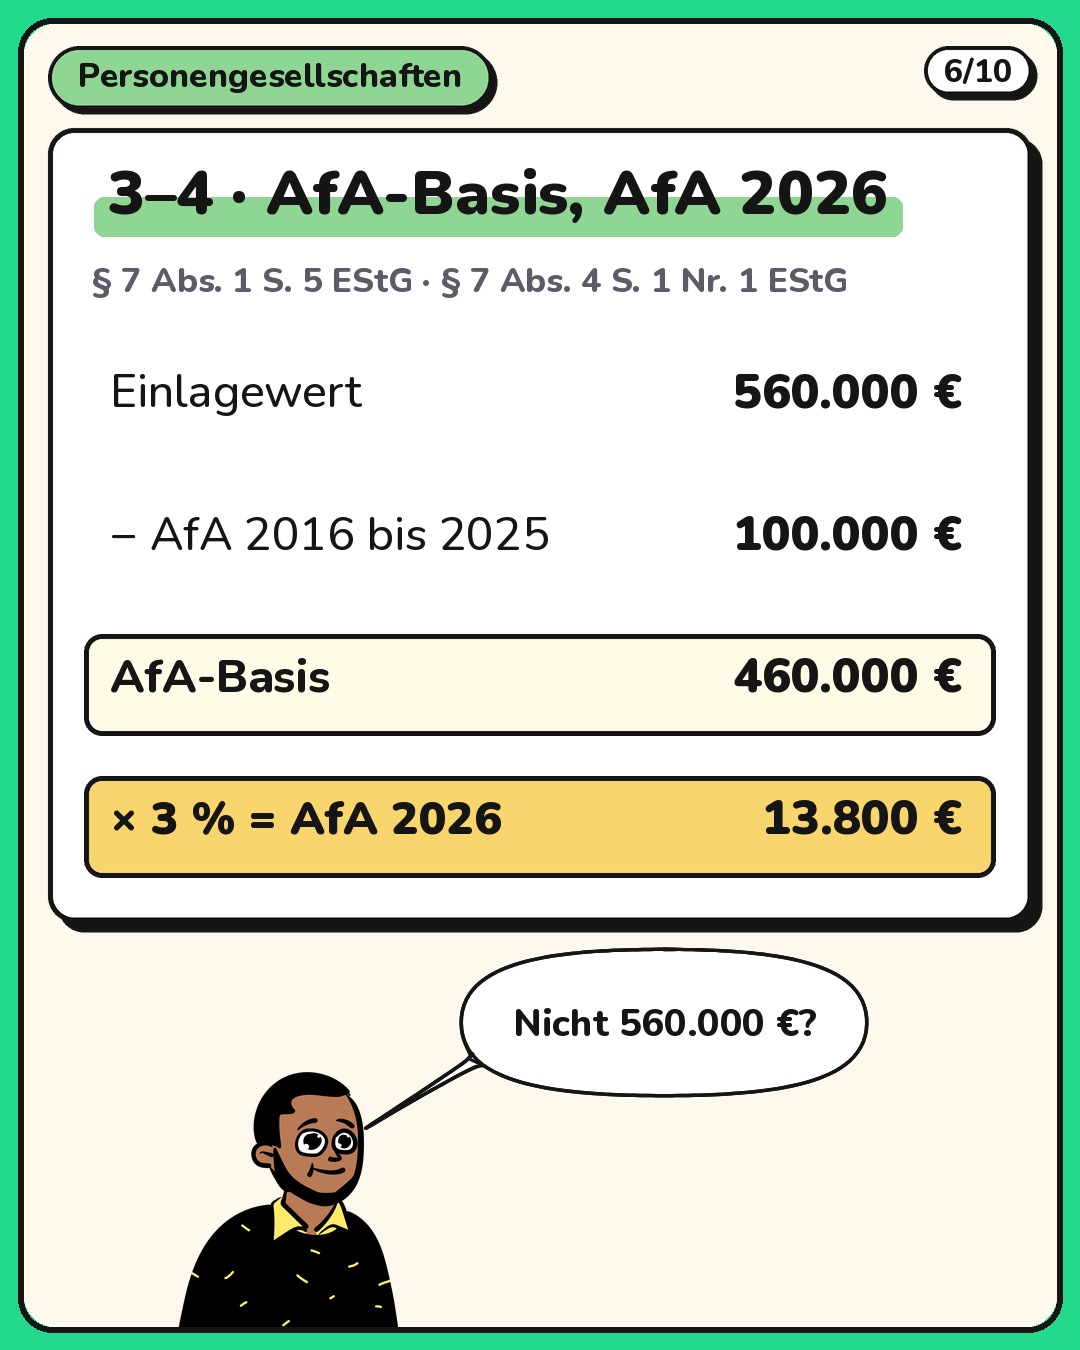 Personengesellschaften
6/10
3–4 · AfA-Basis, AfA 2026
§ 7 Abs. 1 S. 5 EStG · § 7 Abs. 4 S. 1 Nr. 1 EStG
Einlagewert 560.000 €
– AfA 2016 bis 2025 100.000 €
AfA-Basis 460.000 €
× 3 % = AfA 2026 13.800 €
Nicht 560.000 €?